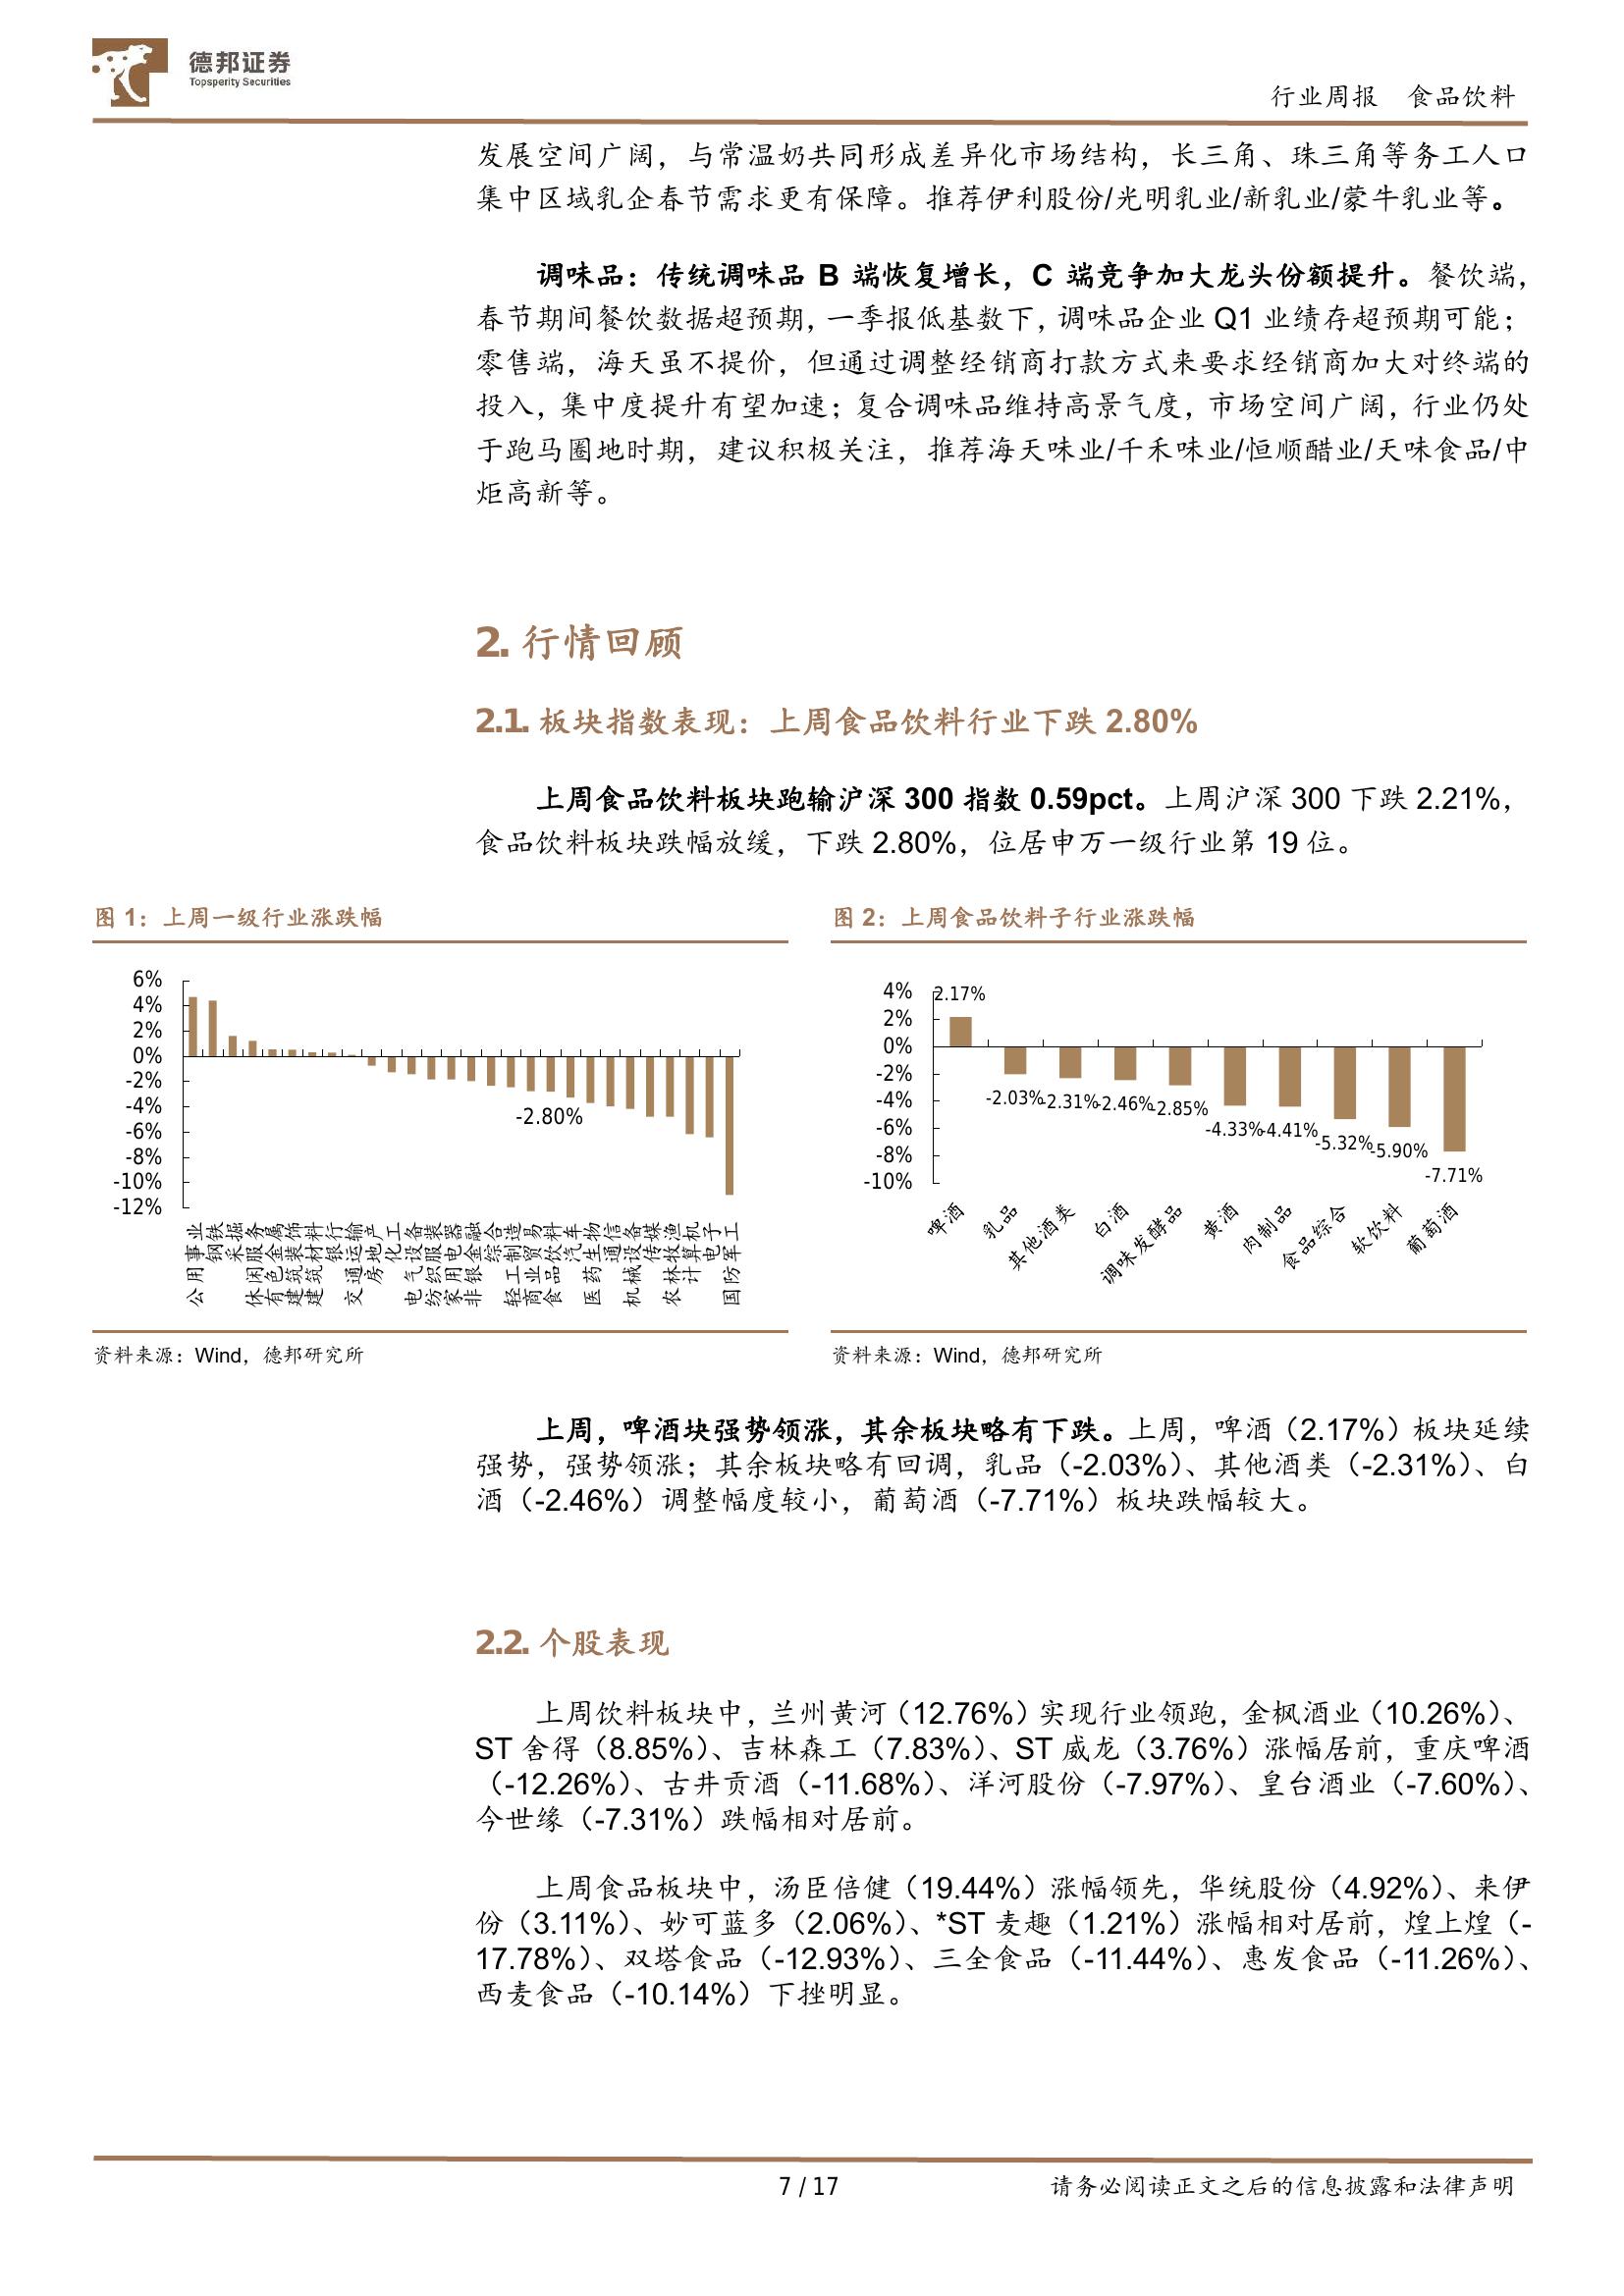 德邦证券
Topsperity Securities
行业周报 食品饮料
发展空间广阔，与常温奶共同形成差异化市场结构，长三角、珠三角等务工人口
集中区域乳企春节需求更有保障。推荐伊利股份/光明乳业/新乳业/蒙牛乳业等。
调味品：传统调味品 B 端恢复增长，C 端竞争加大龙头份额提升。餐饮端，
春节期间餐饮数据超预期，一季报低基数下，调味品企业 Q1 业绩存超预期可能；
零售端，海天虽不提价，但通过调整经销商打款方式来要求经销商加大对终端的
投入，集中度提升有望加速；复合调味品维持高景气度，市场空间广阔，行业仍处
于跑马圈地时期，建议积极关注，推荐海天味业/千禾味业/恒顺醋业/天味食品/中
炬高新等。
2. 行情回顾
2.1. 板块指数表现：上周食品饮料行业下跌 2.80%
上周食品饮料板块跑输沪深 300 指数 0.59pct。上周沪深 300 下跌 2.21%，
食品饮料板块跌幅放缓，下跌 2.80%，位居申万一级行业第 19 位。
图 1：上周一级行业涨跌幅
6%
4%
2%
0%
-2%
-4%
-6%
-8%
-10%
-12%
-2.80%
公用事业
钢铁
采掘
休闲服务
有色金属
建筑装饰
建筑材料
银行
交通运输
房地产
化工
电气设备
纺织服装
家用电器
非银金融
综合
轻工制造
商业贸易
食品饮料
汽车
医药生物
通信
机械设备
传媒
农林牧渔
计算机
电子
国防军工
资料来源：Wind，德邦研究所
图 2：上周食品饮料子行业涨跌幅
4%
2%
0%
-2%
-4%
-6%
-8%
-10%
2.17%
-2.03%
-2.31%
-2.46%
-2.85%
-4.33%
-4.41%
-5.32%
-5.90%
-7.71%
啤酒
乳品
其他酒类
白酒
调味发酵品
黄酒
肉制品
食品综合
软饮料
葡萄酒
资料来源：Wind，德邦研究所
上周，啤酒块强势领涨，其余板块略有下跌。上周，啤酒（2.17%）板块延续
强势，强势领涨；其余板块略有回调，乳品（-2.03%）、其他酒类（-2.31%）、白
酒（-2.46%）调整幅度较小，葡萄酒（-7.71%）板块跌幅较大。
2.2. 个股表现
上周饮料板块中，兰州黄河（12.76%）实现行业领跑，金枫酒业（10.26%）、
ST 舍得（8.85%）、吉林森工（7.83%）、ST 威龙（3.76%）涨幅居前，重庆啤酒
（-12.26%）、古井贡酒（-11.68%）、洋河股份（-7.97%）、皇台酒业（-7.60%）、
今世缘（-7.31%）跌幅相对居前。
上周食品板块中，汤臣倍健（19.44%）涨幅领先，华统股份（4.92%）、来伊
份（3.11%）、妙可蓝多（2.06%）、*ST 麦趣（1.21%）涨幅相对居前，煌上煌（-
17.78%）、双塔食品（-12.93%）、三全食品（-11.44%）、惠发食品（-11.26%）、
西麦食品（-10.14%）下挫明显。
7 / 17
请务必阅读正文之后的信息披露和法律声明